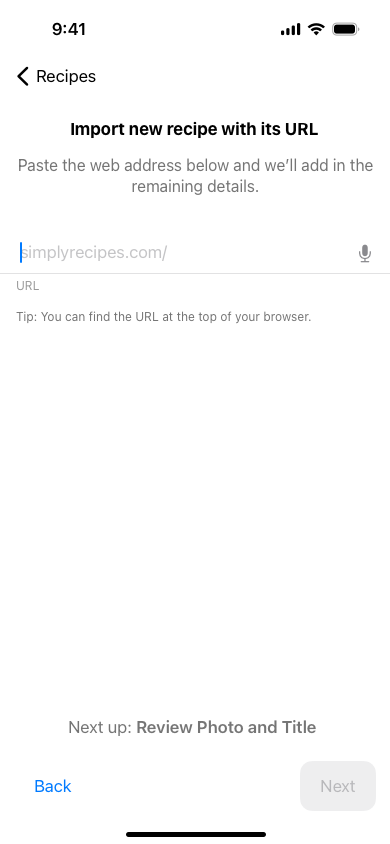 9:41
Recipes
Import new recipe with its URL
Paste the web address below and we’ll add in the
remaining details.
simplyrecipes.com/
URL
Tip: You can find the URL at the top of your browser.
Next up: Review Photo and Title
Back
Next